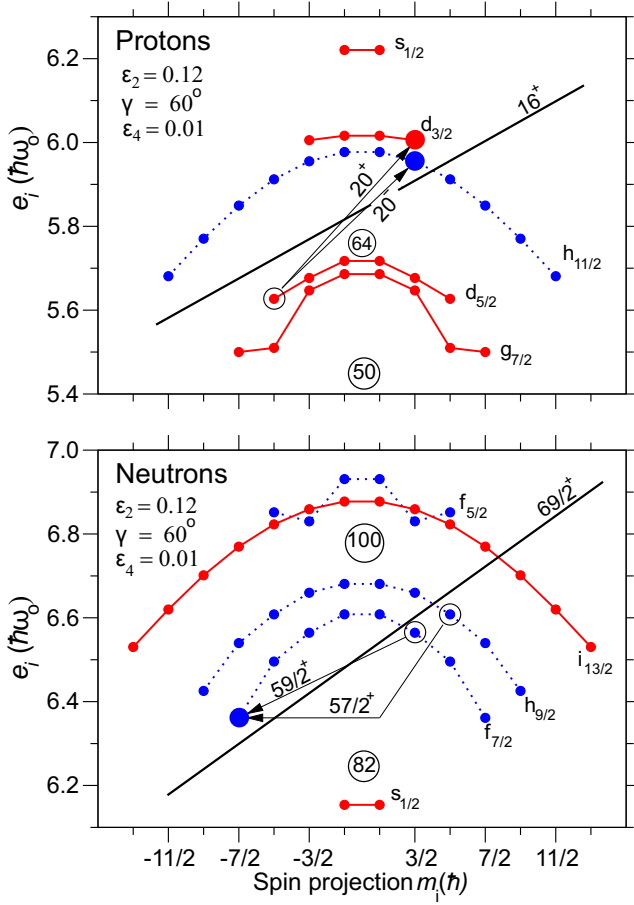 Protons
ε₂ = 0.12
γ = 60°
ε₄ = 0.01
eᵢ (ħω₀)
6.2
6.0
5.8
5.6
5.4
s1/2
16⁺
d3/2
20⁺
20⁻
64
h11/2
d5/2
g7/2
50
Neutrons
ε₂ = 0.12
γ = 60°
ε₄ = 0.01
eᵢ (ħω₀)
7.0
6.8
6.6
6.4
6.2
69/2⁺
f5/2
100
59/2⁺
57/2⁺
i13/2
h9/2
f7/2
82
s1/2
-11/2 -7/2 -3/2 3/2 7/2 11/2
Spin projection mᵢ(ħ)